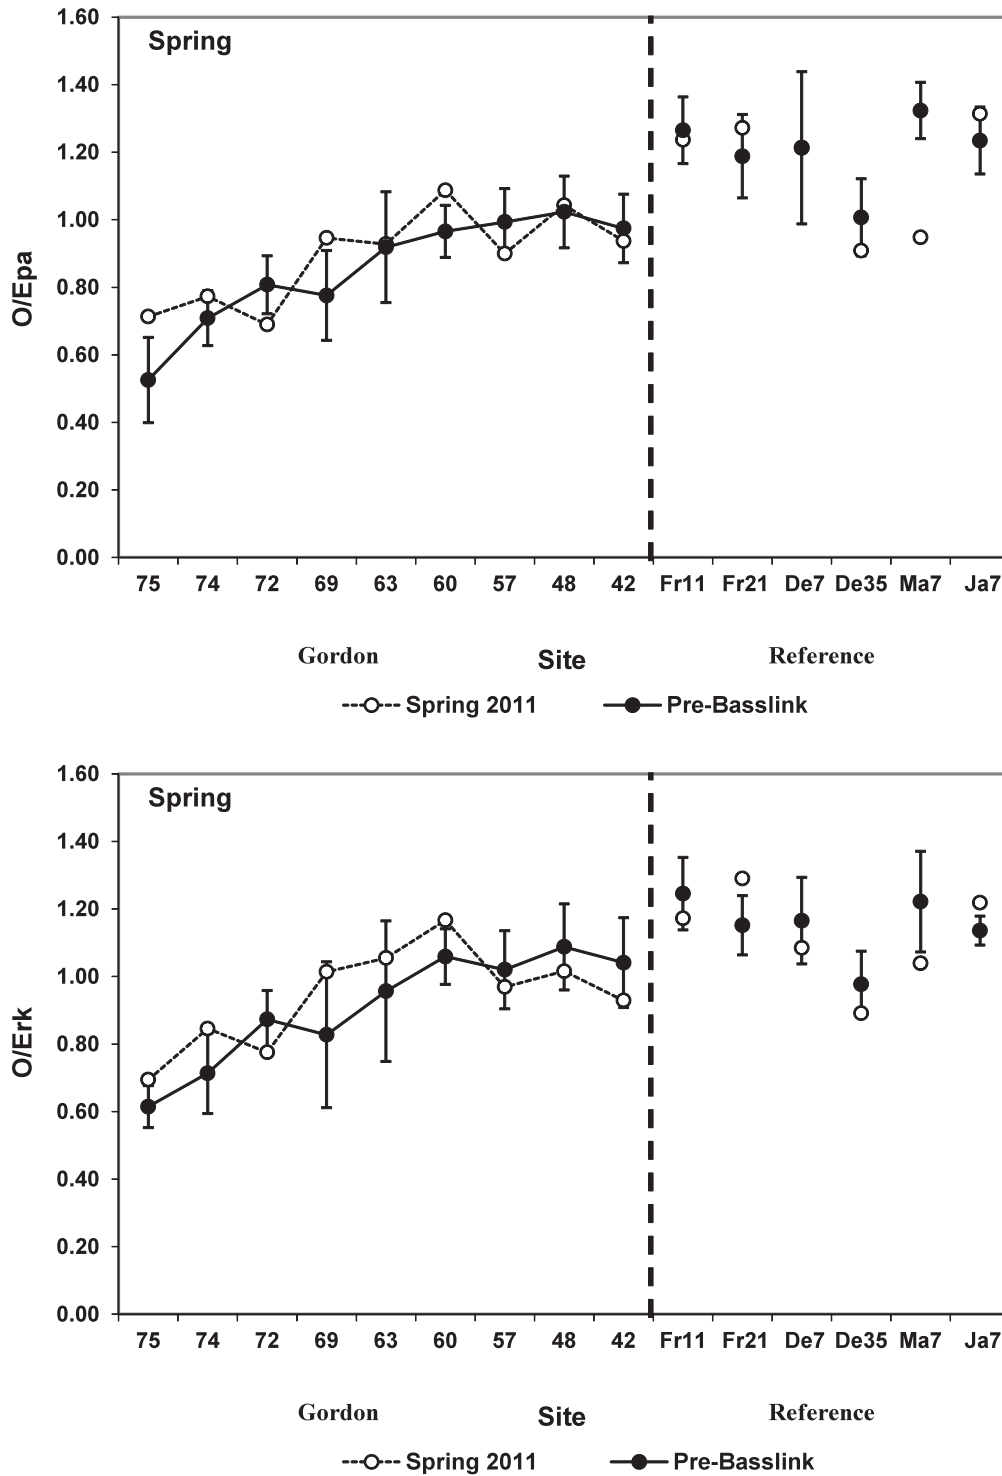 1.60
Spring
1.40
1.20
1.00
0.80
0.60
0.40
0.20
0.00
O/Epa
75 74 72 69 63 60 57 48 42 Fr11 Fr21 De7 De35 Ma7 Ja7
Gordon Site Reference
Spring 2011 Pre-Basslink
1.60
Spring
1.40
1.20
1.00
0.80
0.60
0.40
0.20
0.00
O/Erk
75 74 72 69 63 60 57 48 42 Fr11 Fr21 De7 De35 Ma7 Ja7
Gordon Site Reference
Spring 2011 Pre-Basslink